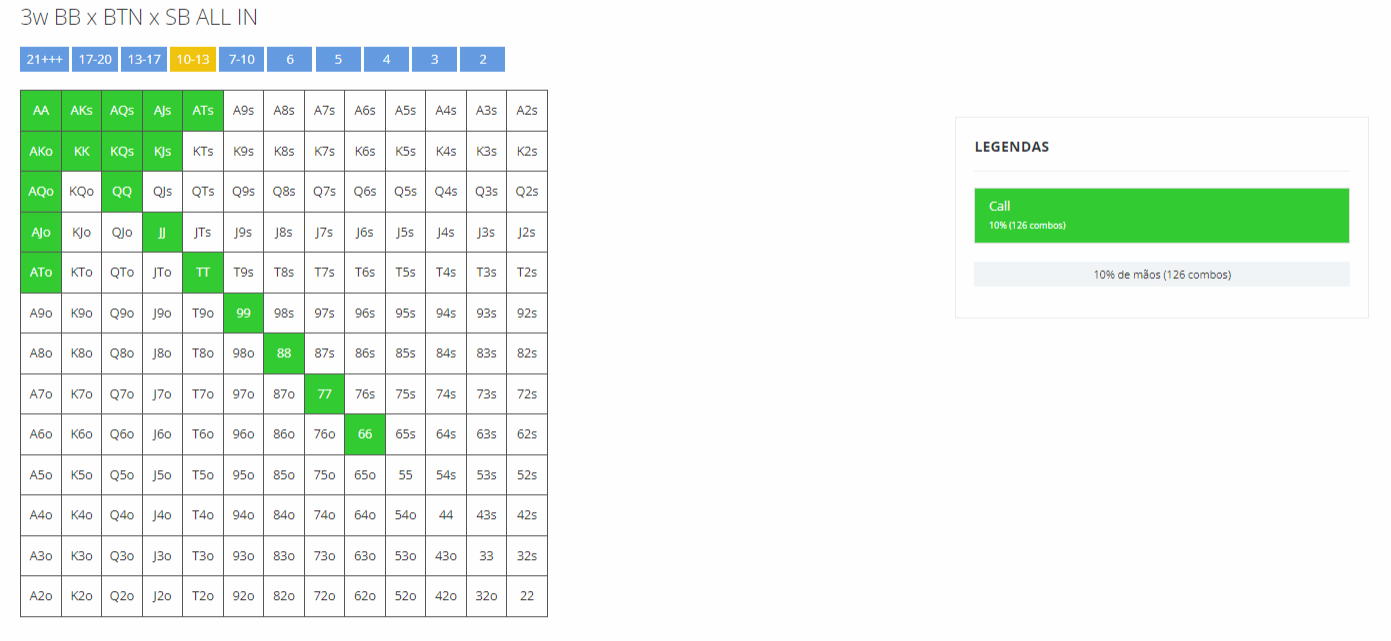 3w BB x BTN x SB ALL IN
21+++ 17-20 13-17 10-13 7-10 6 5 4 3 2
AA AKs AQs AJs ATs A9s A8s A7s A6s A5s A4s A3s A2s
AKo KK KQs KJs KTs K9s K8s K7s K6s K5s K4s K3s K2s
AQo KQo QQ QJs QTs Q9s Q8s Q7s Q6s Q5s Q4s Q3s Q2s
AJo KJo QJo JJ JTs J9s J8s J7s J6s J5s J4s J3s J2s
ATo KTo QTo JTo TT T9s T8s T7s T6s T5s T4s T3s T2s
A9o K9o Q9o J9o T9o 99 98s 97s 96s 95s 94s 93s 92s
A8o K8o Q8o J8o T8o 98o 88 87s 86s 85s 84s 83s 82s
A7o K7o Q7o J7o T7o 97o 87o 77 76s 75s 74s 73s 72s
A6o K6o Q6o J6o T6o 96o 86o 76o 66 65s 64s 63s 62s
A5o K5o Q5o J5o T5o 95o 85o 75o 65o 55 54s 53s 52s
A4o K4o Q4o J4o T4o 94o 84o 74o 64o 54o 44 43s 42s
A3o K3o Q3o J3o T3o 93o 83o 73o 63o 53o 43o 33 32s
A2o K2o Q2o J2o T2o 92o 82o 72o 62o 52o 42o 32o 22
LEGENDAS
Call
10% (126 combos)
10% de mãos (126 combos)